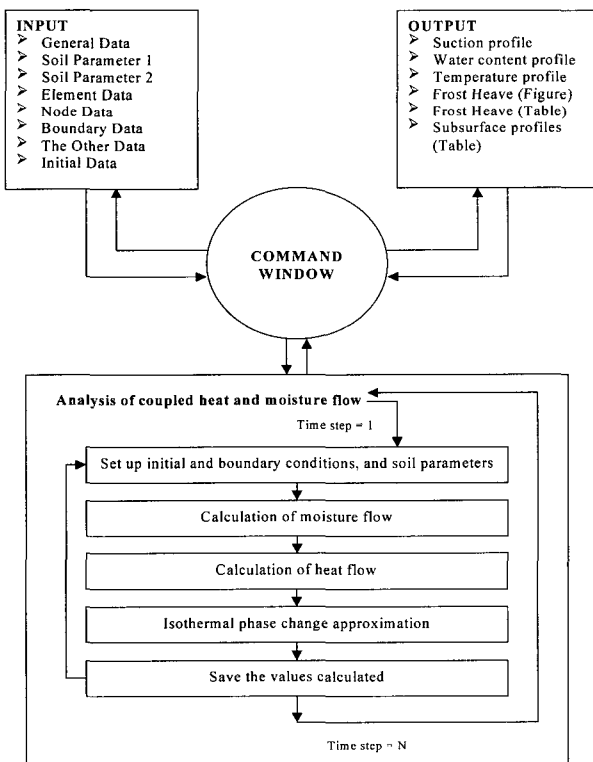 INPUT
➢ General Data
➢ Soil Parameter 1
➢ Soil Parameter 2
➢ Element Data
➢ Node Data
➢ Boundary Data
➢ The Other Data
➢ Initial Data
OUTPUT
➢ Suction profile
➢ Water content profile
➢ Temperature profile
➢ Frost Heave (Figure)
➢ Frost Heave (Table)
➢ Subsurface profiles
(Table)
COMMAND
WINDOW
Analysis of coupled heat and moisture flow
Time step = 1
Set up initial and boundary conditions, and soil parameters
Calculation of moisture flow
Calculation of heat flow
Isothermal phase change approximation
Save the values calculated
Time step = N